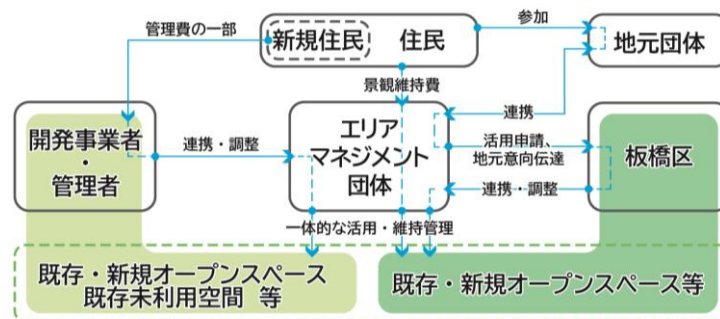 管理費の一部
新規住民 住民
参加
地元団体
景観維持費
連携
開発事業者
・
管理者
連携・調整
エリア
マネジメント
団体
活用申請、
地元意向伝達
連携・調整
板橋区
一体的な活用・維持管理
既存・新規オープンスペース
既存未利用空間 等
既存・新規オープンスペース等